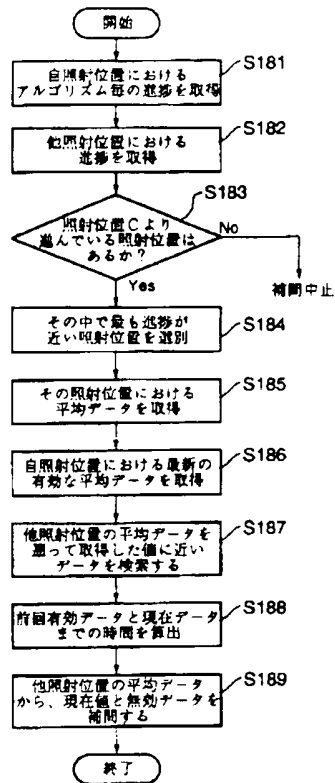 開始
S181
自照射位置における
アルゴリズム毎の進捗を取得
S182
他照射位置における
進捗を取得
S183
照射位置Cより
進んでいる照射位置は
あるか？
No
Yes
補間中止
S184
その中で最も進捗が
近い照射位置を選別
S185
その照射位置における
平均データを取得
S186
自照射位置における最新の
有効な平均データを取得
S187
他照射位置の平均データを
遡って取得した値に近い
データを検索する
S188
前回有効データと現在データ
までの時間を算出
S189
他照射位置の平均データ
から、現在値と無効データを
補間する
終了